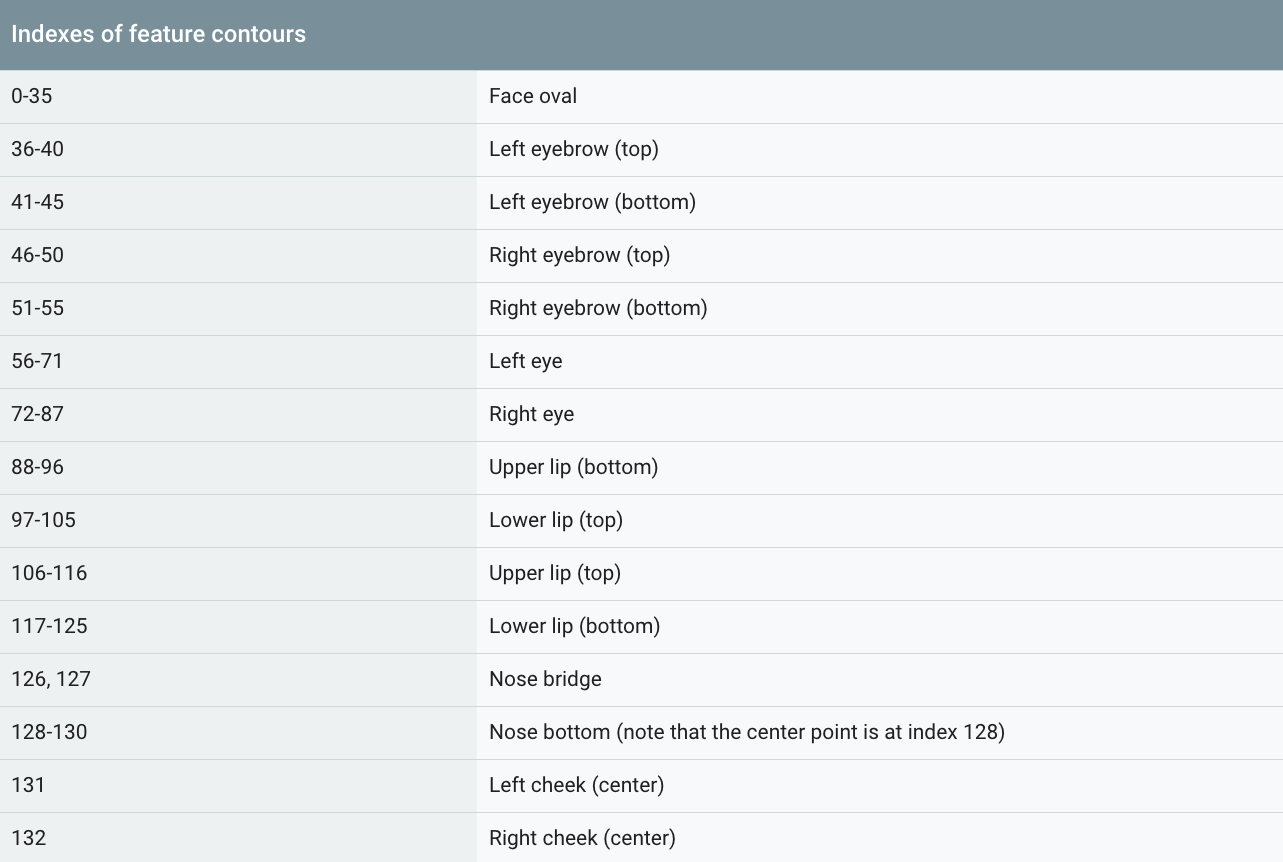 Indexes of feature contours
0-35 Face oval
36-40 Left eyebrow (top)
41-45 Left eyebrow (bottom)
46-50 Right eyebrow (top)
51-55 Right eyebrow (bottom)
56-71 Left eye
72-87 Right eye
88-96 Upper lip (bottom)
97-105 Lower lip (top)
106-116 Upper lip (top)
117-125 Lower lip (bottom)
126, 127 Nose bridge
128-130 Nose bottom (note that the center point is at index 128)
131 Left cheek (center)
132 Right cheek (center)